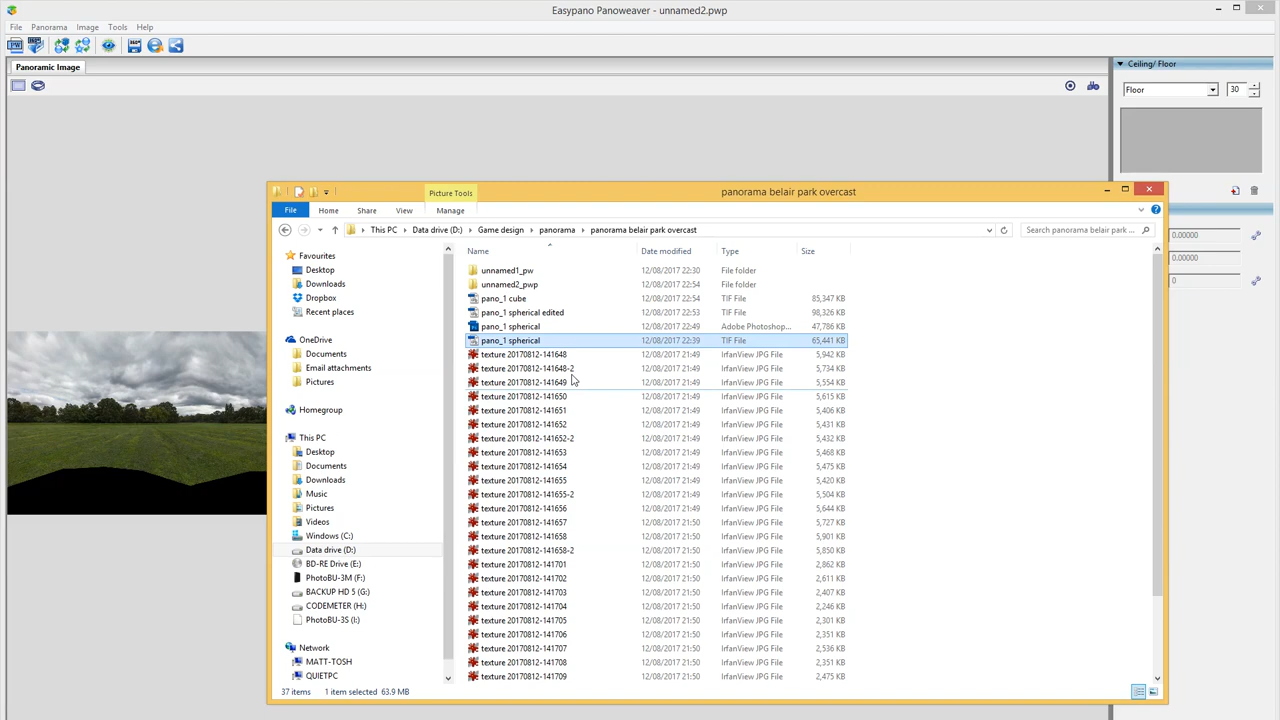 Easypano Panoweaver - unnamed2.pwp
File Panorama Image Tools Help
Panoramic Image
Ceiling/ Floor
Floor 30
0.00000
0.00000
0
Picture Tools
panorama belair park overcast
File Home Share View Manage
This PC Data drive (D:) Game design panorama panorama belair park overcast
Search panorama belair park ...
Name Date modified Type Size
unnamed1_pw 12/08/2017 22:30 File folder
unnamed2_pwp 12/08/2017 22:54 File folder
pano_1 cube 12/08/2017 22:54 TIF File 85,347 KB
pano_1 spherical edited 12/08/2017 22:53 TIF File 98,326 KB
pano_1 spherical 12/08/2017 22:49 Adobe Photoshop... 47,786 KB
pano_1 spherical 12/08/2017 22:39 TIF File 65,441 KB
texture 20170812-141648 12/08/2017 21:49 IrfanView JPG File 5,942 KB
texture 20170812-141648-2 12/08/2017 21:49 IrfanView JPG File 5,734 KB
texture 20170812-141649 12/08/2017 21:49 IrfanView JPG File 5,554 KB
texture 20170812-141650 12/08/2017 21:49 IrfanView JPG File 5,615 KB
texture 20170812-141651 12/08/2017 21:49 IrfanView JPG File 5,406 KB
texture 20170812-141652 12/08/2017 21:49 IrfanView JPG File 5,431 KB
texture 20170812-141652-2 12/08/2017 21:49 IrfanView JPG File 5,432 KB
texture 20170812-141653 12/08/2017 21:49 IrfanView JPG File 5,468 KB
texture 20170812-141654 12/08/2017 21:49 IrfanView JPG File 5,475 KB
texture 20170812-141655 12/08/2017 21:49 IrfanView JPG File 5,420 KB
texture 20170812-141655-2 12/08/2017 21:49 IrfanView JPG File 5,504 KB
texture 20170812-141656 12/08/2017 21:49 IrfanView JPG File 5,644 KB
texture 20170812-141657 12/08/2017 21:50 IrfanView JPG File 5,727 KB
texture 20170812-141658 12/08/2017 21:50 IrfanView JPG File 5,901 KB
texture 20170812-141658-2 12/08/2017 21:50 IrfanView JPG File 5,850 KB
texture 20170812-141701 12/08/2017 21:50 IrfanView JPG File 2,862 KB
texture 20170812-141702 12/08/2017 21:50 IrfanView JPG File 2,611 KB
texture 20170812-141703 12/08/2017 21:50 IrfanView JPG File 2,407 KB
texture 20170812-141704 12/08/2017 21:50 IrfanView JPG File 2,246 KB
texture 20170812-141705 12/08/2017 21:50 IrfanView JPG File 2,301 KB
texture 20170812-141706 12/08/2017 21:50 IrfanView JPG File 2,351 KB
texture 20170812-141707 12/08/2017 21:50 IrfanView JPG File 2,536 KB
texture 20170812-141708 12/08/2017 21:50 IrfanView JPG File 2,351 KB
texture 20170812-141709 12/08/2017 21:50 IrfanView JPG File 2,475 KB
Favourites
Desktop
Downloads
Dropbox
Recent places
OneDrive
Documents
Email attachments
Pictures
Homegroup
This PC
Desktop
Documents
Downloads
Music
Pictures
Videos
Windows (C:)
Data drive (D:)
BD-RE Drive (E:)
PhotoBU-3M (F:)
BACKUP HD 5 (G:)
CODEMETER (H:)
PhotoBU-3S (I:)
Network
MATT-TOSH
QUIETPC
37 items 1 item selected 63.9 MB